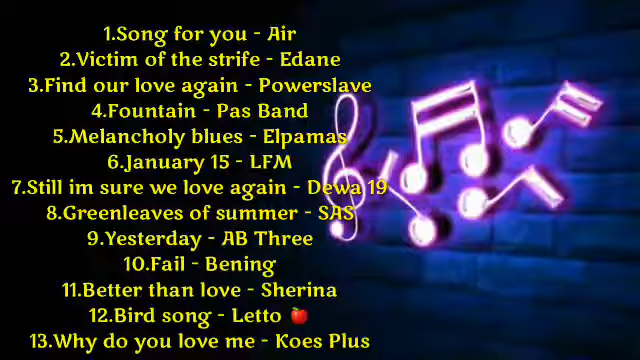 1.Song for you - Air
2.Victim of the strife - Edane
3.Find our love again - Powerslave
4.Fountain - Pas Band
5.Melancholy blues - Elpamas
6.January 15 - LFM
7.Still im sure we love again - Dewa 19
8.Greenleaves of summer - SAS
9.Yesterday - AB Three
10.Fail - Bening
11.Better than love - Sherina
12.Bird song - Letto 🍎
13.Why do you love me - Koes Plus